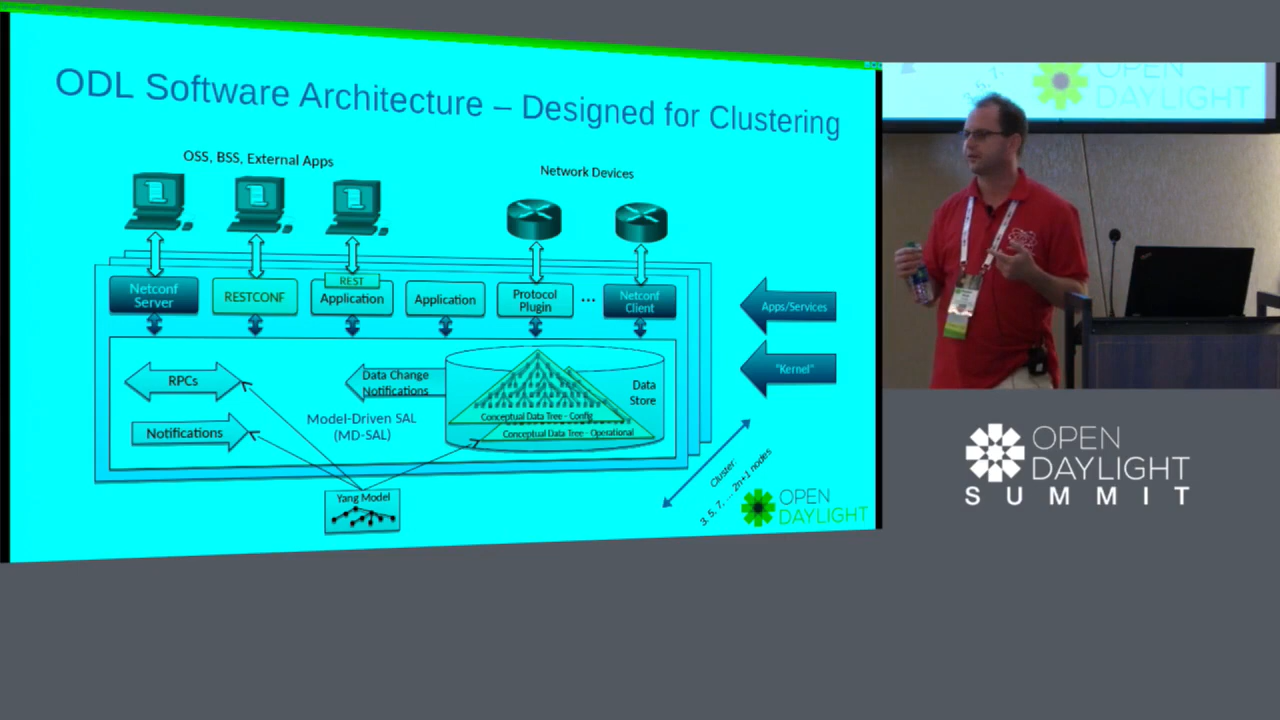 ODL Software Architecture – Designed for Clustering
OSS, BSS, External Apps
Network Devices
Netconf
Server
RESTCONF
REST
Application
Application
Protocol
Plugin
...
Netconf
Client
Apps/Services
RPCs
Data Change
Notifications
Data
Store
"Kernel"
Conceptual Data Tree - Config
Conceptual Data Tree - Operational
Notifications
Model-Driven SAL
(MD-SAL)
Yang Model
Cluster:
3, 5, 7, ... 2n+1 nodes
OPEN
DAYLIGHT
OPEN
DAYLIGHT
OPEN
DAYLIGHT
SUMMIT